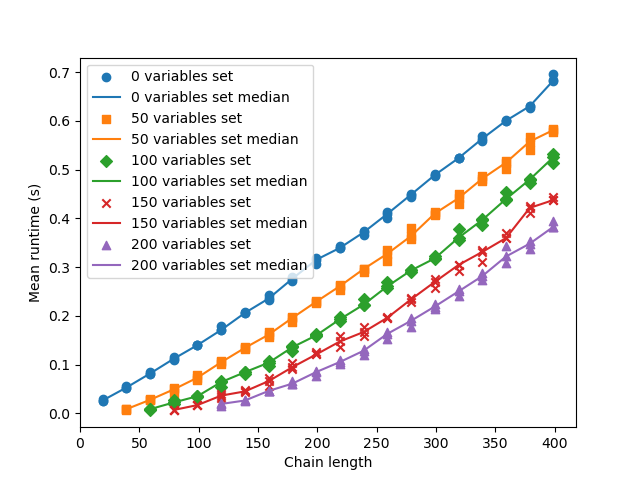 0.7
0.6
0.5
0.4
0.3
0.2
0.1
0.0
Mean runtime (s)
0 variables set
0 variables set median
50 variables set
50 variables set median
100 variables set
100 variables set median
150 variables set
150 variables set median
200 variables set
200 variables set median
0 50 100 150 200 250 300 350 400
Chain length